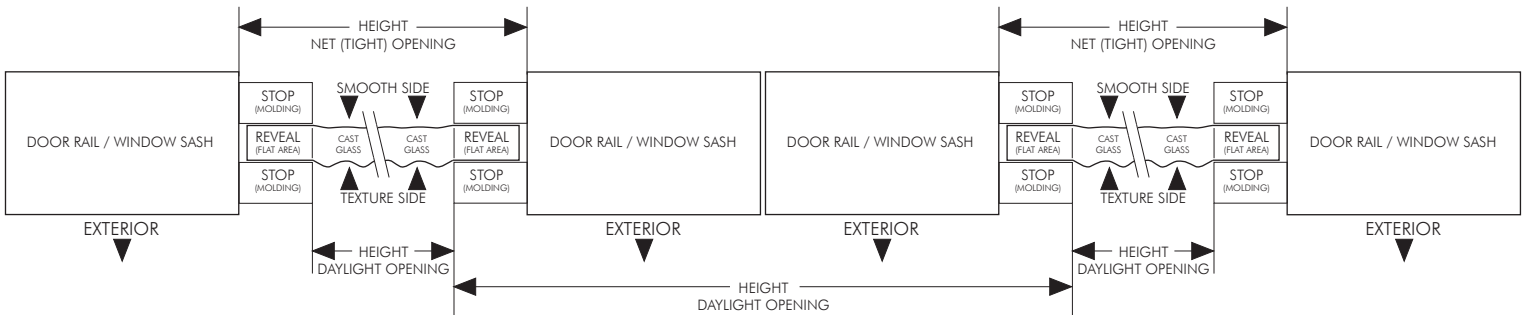 HEIGHT
NET (TIGHT) OPENING
HEIGHT
NET (TIGHT) OPENING
STOP
(MOLDING)
SMOOTH SIDE
STOP
(MOLDING)
STOP
(MOLDING)
SMOOTH SIDE
STOP
(MOLDING)
DOOR RAIL / WINDOW SASH
REVEAL
(FLAT AREA)
CAST
GLASS
CAST
GLASS
REVEAL
(FLAT AREA)
DOOR RAIL / WINDOW SASH
DOOR RAIL / WINDOW SASH
REVEAL
(FLAT AREA)
CAST
GLASS
CAST
GLASS
REVEAL
(FLAT AREA)
DOOR RAIL / WINDOW SASH
STOP
(MOLDING)
TEXTURE SIDE
STOP
(MOLDING)
STOP
(MOLDING)
TEXTURE SIDE
STOP
(MOLDING)
EXTERIOR
EXTERIOR
EXTERIOR
EXTERIOR
HEIGHT
DAYLIGHT OPENING
HEIGHT
DAYLIGHT OPENING
HEIGHT
DAYLIGHT OPENING